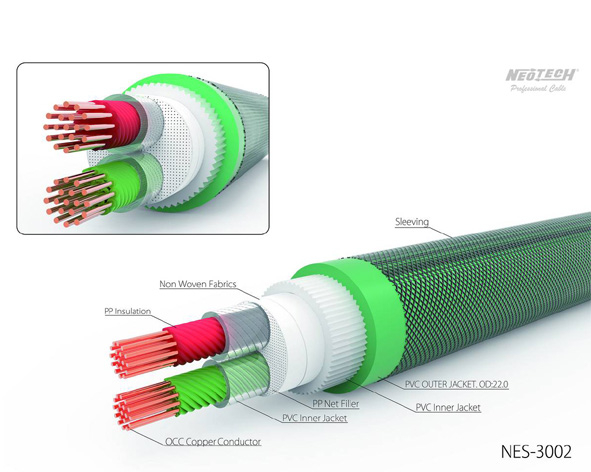 NEOTECH®
Professional Cable
Sleeving
Non Woven Fabrics
PP Insulation
PVC OUTER JACKET. OD:22.0
PP Net Filler
PVC Inner Jacket
PVC Inner Jacket
OCC Copper Conductor
NES-3002